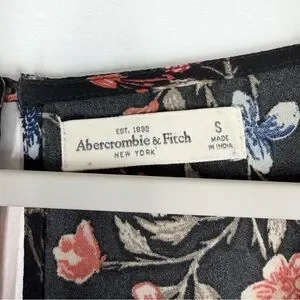 EST. 1892
Abercrombie & Fitch
NEW YORK
S
MADE
IN INDIA